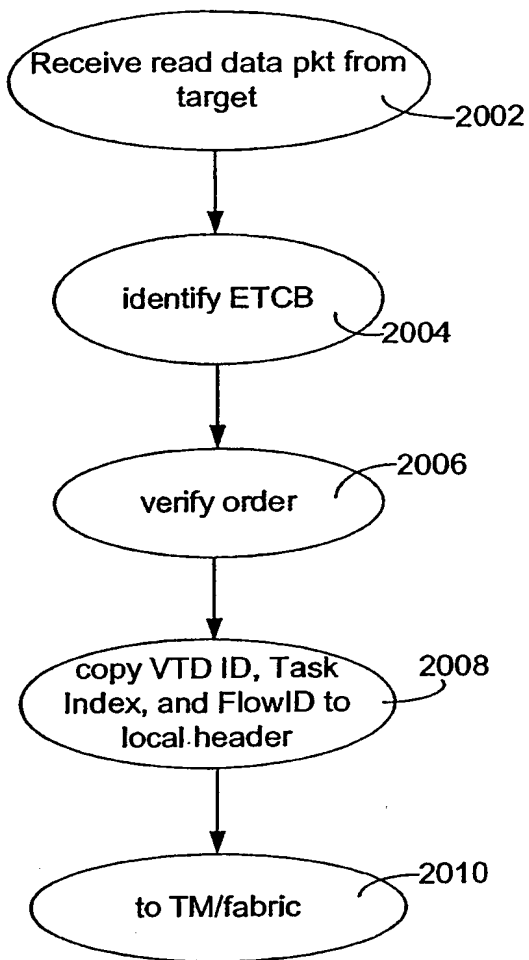 Receive read data pkt from
target
2002
identify ETCB
2004
2006
verify order
copy VTD ID, Task
Index, and FlowID to
local header
2008
2010
to TM/fabric